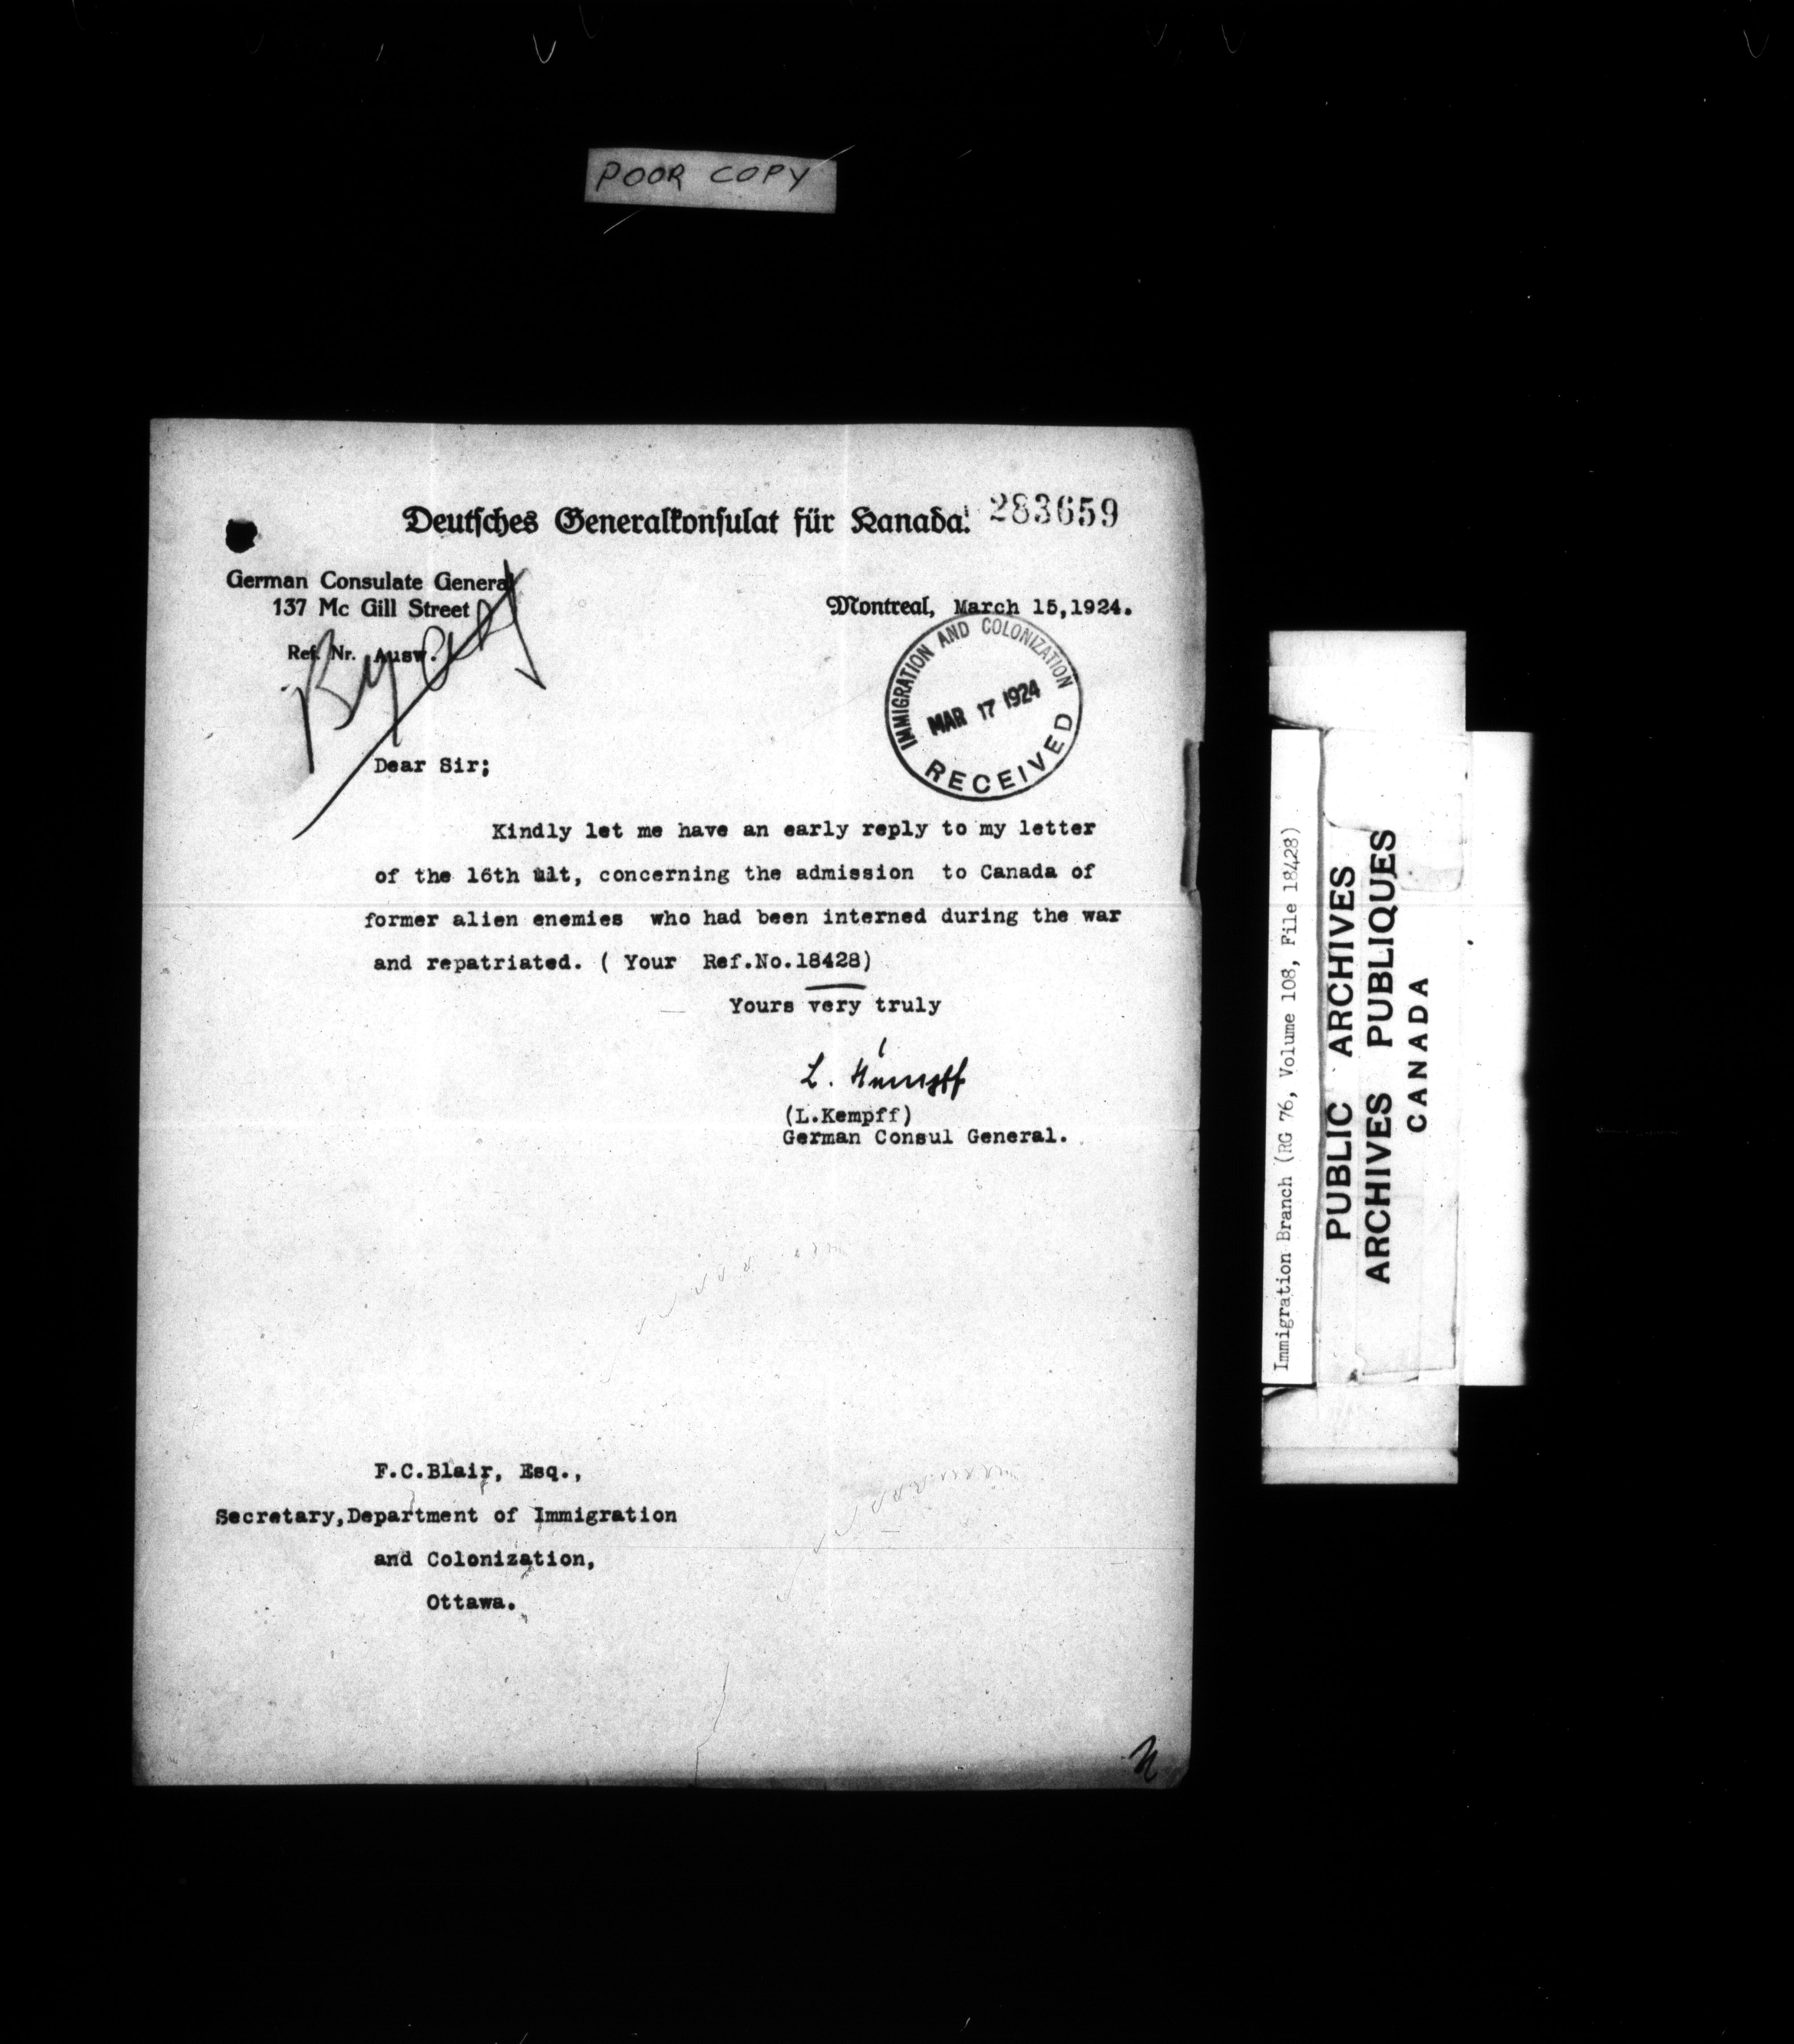 POOR COPY
Deutsches Generalkonsulat für Kanada.
283659
German Consulate General
137 Mc Gill Street
Montreal, March 15,1924.
Ref. Nr. Ausw.
IMMIGRATION AND COLONIZATION
MAR 17 1924
RECEIVED
Dear Sir;
Kindly let me have an early reply to my letter
of the 16th ult, concerning the admission to Canada of
former alien enemies who had been interned during the war
and repatriated. ( Your Ref.No.18428)
Yours very truly
L. Kempff
(L.Kempff)
German Consul General.
F.C.Blair, Esq.,
Secretary,Department of Immigration
and Colonization,
Ottawa.
Immigration Branch (RG 76, Volume 108, File 18428)
PUBLIC ARCHIVES
ARCHIVES PUBLIQUES
CANADA